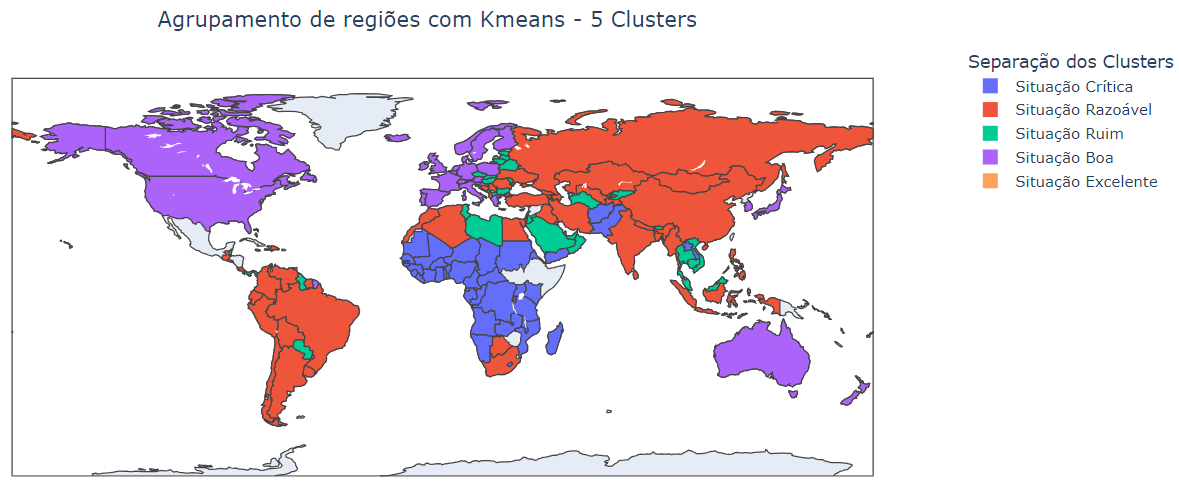 Agrupamento de regiões com Kmeans - 5 Clusters
Separação dos Clusters
Situação Crítica
Situação Razoável
Situação Ruim
Situação Boa
Situação Excelente